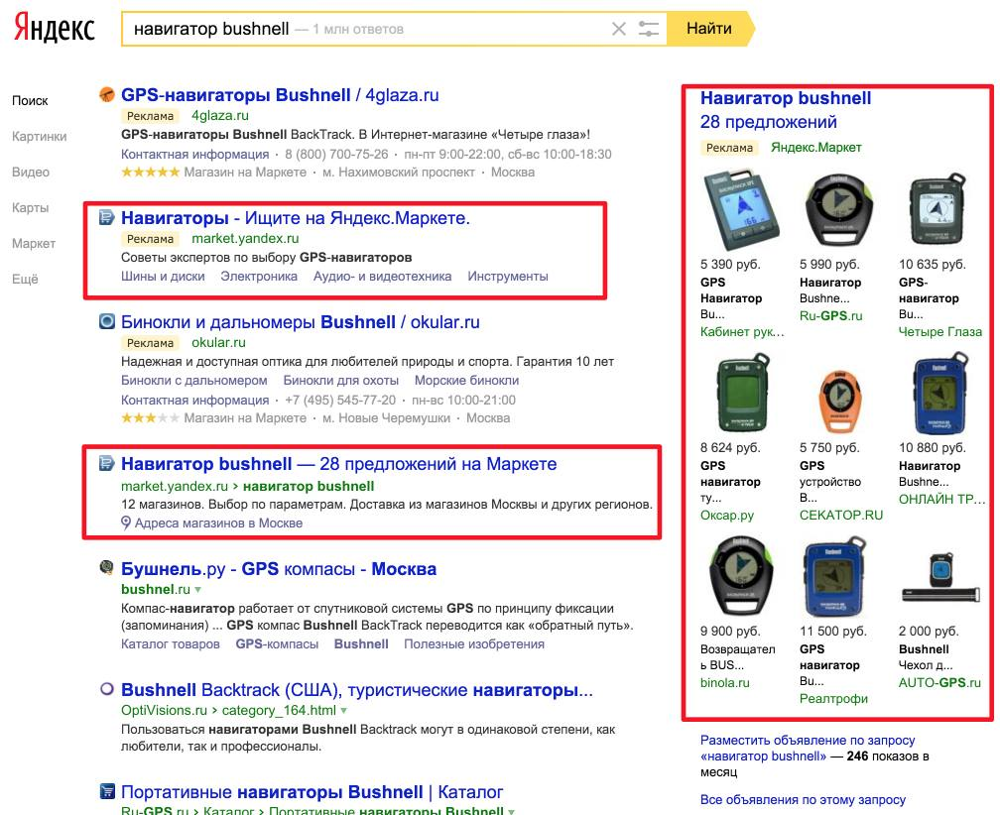 Яндекс
навигатор bushnell — 1 млн ответов
Найти
Поиск
Картинки
Видео
Карты
Маркет
Ещё
GPS-навигаторы Bushnell / 4glaza.ru
Реклама 4glaza.ru
GPS-навигаторы Bushnell BackTrack. В Интернет-магазине «Четыре глаза»!
Контактная информация · 8 (800) 700-75-26 · пн-пт 9:00-22:00, сб-вс 10:00-18:30
Магазин на Маркете · м. Нахимовский проспект · Москва
Навигаторы - Ищите на Яндекс.Маркете.
Реклама market.yandex.ru
Советы экспертов по выбору GPS-навигаторов
Шины и диски Электроника Аудио- и видеотехника Инструменты
Бинокли и дальномеры Bushnell / okular.ru
Реклама okular.ru
Надежная и доступная оптика для любителей природы и спорта. Гарантия 10 лет
Бинокли с дальномером Бинокли для охоты Морские бинокли
Контактная информация · +7 (495) 545-77-20 · пн-вс 10:00-21:00
Магазин на Маркете · м. Новые Черемушки · Москва
Навигатор bushnell — 28 предложений на Маркете
market.yandex.ru > навигатор bushnell
12 магазинов. Выбор по параметрам. Доставка из магазинов Москвы и других регионов.
Адреса магазинов в Москве
Бушнель.ру - GPS компасы - Москва
bushnel.ru
Компас-навигатор работает от спутниковой системы GPS по принципу фиксации
(запоминания) ... GPS компас Bushnell BackTrack переводится как «обратный путь».
Каталог товаров GPS-компасы Bushnell Полезные изобретения
Bushnell Backtrack (США), туристические навигаторы...
OptiVisions.ru > category_164.html
Пользоваться навигаторами Bushnell Backtrack могут в одинаковой степени, как
любители, так и профессионалы.
Портативные навигаторы Bushnell | Каталог
Ru-GPS.ru > Каталог > Портативные навигаторы Bushnell
Навигатор bushnell
28 предложений
Реклама Яндекс.Маркет
5 390 руб. 5 990 руб. 10 635 руб.
GPS Навигатор GPS-
Навигатор Bushne... навигатор
Bu... Ru-GPS.ru Bu...
Кабинет рук... Четыре Глаза
8 624 руб. 5 750 руб. 10 880 руб.
GPS GPS Навигатор
навигатор устройство Bushne...
ту... B... ОНЛАЙН ТР...
Оксар.ру CEKATOP.RU
9 900 руб. 11 500 руб. 2 000 руб.
Возвращател GPS Bushnell
ь BUS... навигатор Чехол д...
binola.ru Bu... AUTO-GPS.ru
Реалтрофи
Разместить объявление по запросу
«навигатор bushnell» — 246 показов в
месяц
Все объявления по этому запросу